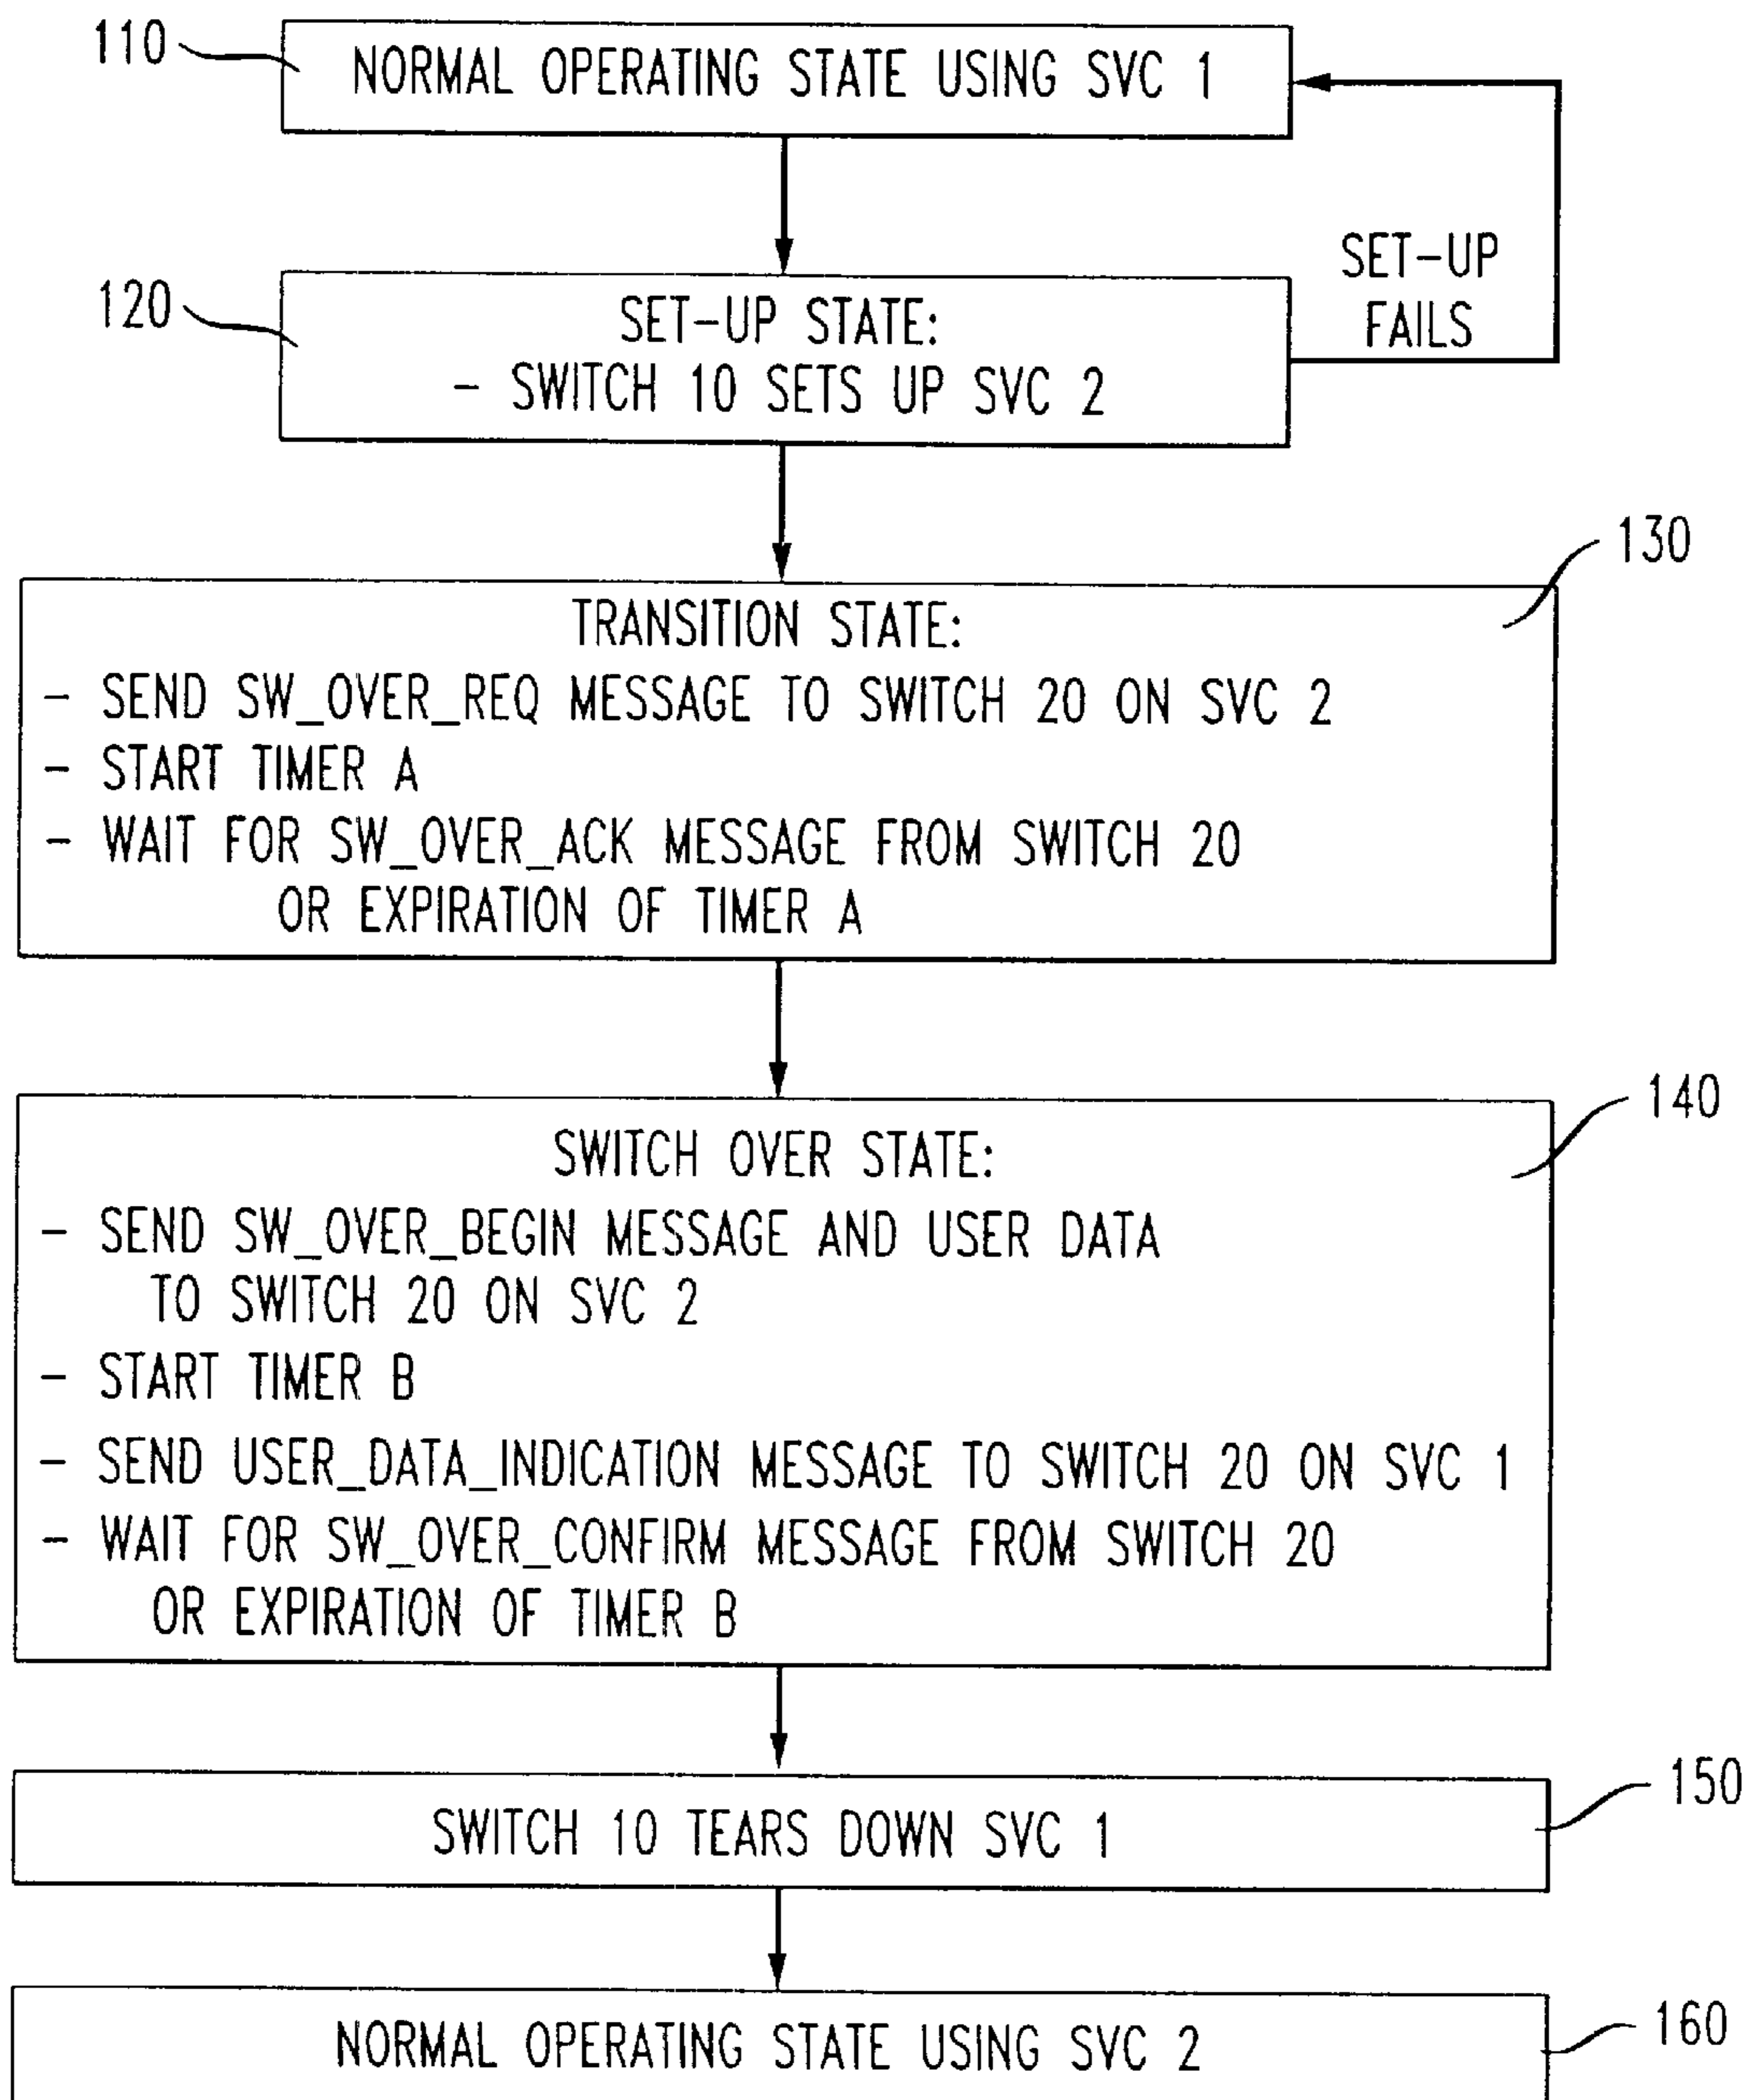 110
NORMAL OPERATING STATE USING SVC 1
120
SET-UP STATE:
- SWITCH 10 SETS UP SVC 2
SET-UP
FAILS
130
TRANSITION STATE:
- SEND SW_OVER_REQ MESSAGE TO SWITCH 20 ON SVC 2
- START TIMER A
- WAIT FOR SW_OVER_ACK MESSAGE FROM SWITCH 20
OR EXPIRATION OF TIMER A
140
SWITCH OVER STATE:
- SEND SW_OVER_BEGIN MESSAGE AND USER DATA
TO SWITCH 20 ON SVC 2
- START TIMER B
- SEND USER_DATA_INDICATION MESSAGE TO SWITCH 20 ON SVC 1
- WAIT FOR SW_OVER_CONFIRM MESSAGE FROM SWITCH 20
OR EXPIRATION OF TIMER B
150
SWITCH 10 TEARS DOWN SVC 1
160
NORMAL OPERATING STATE USING SVC 2